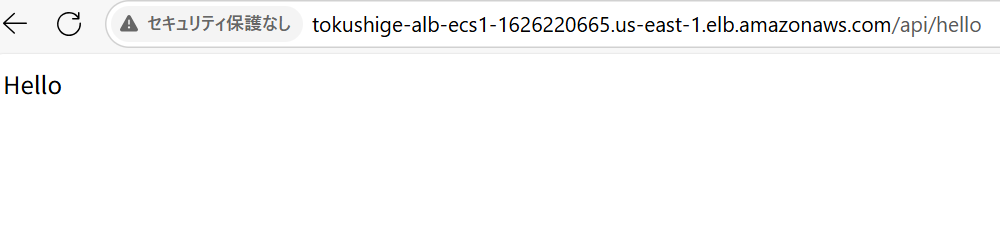 セキュリティ保護なし tokushige-alb-ecs1-1626220665.us-east-1.elb.amazonaws.com/api/hello
Hello